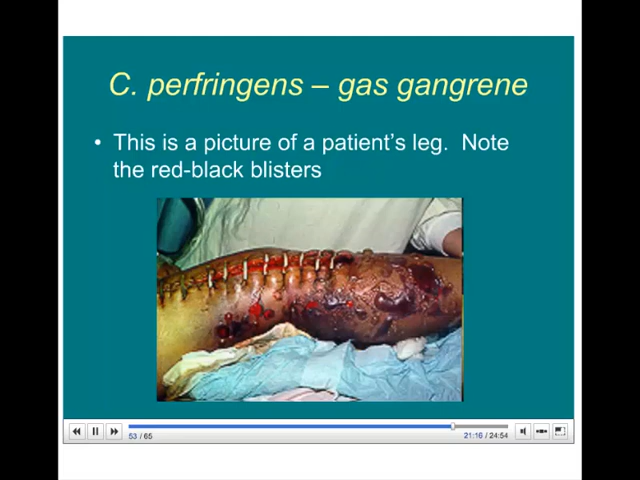 C. perfringens – gas gangrene
• This is a picture of a patient's leg.  Note
the red-black blisters
53 / 65
21:16 / 24:54